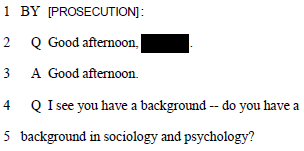 1 BY [PROSECUTION]:
2 Q Good afternoon, .
3 A Good afternoon.
4 Q I see you have a background -- do you have a
5 background in sociology and psychology?